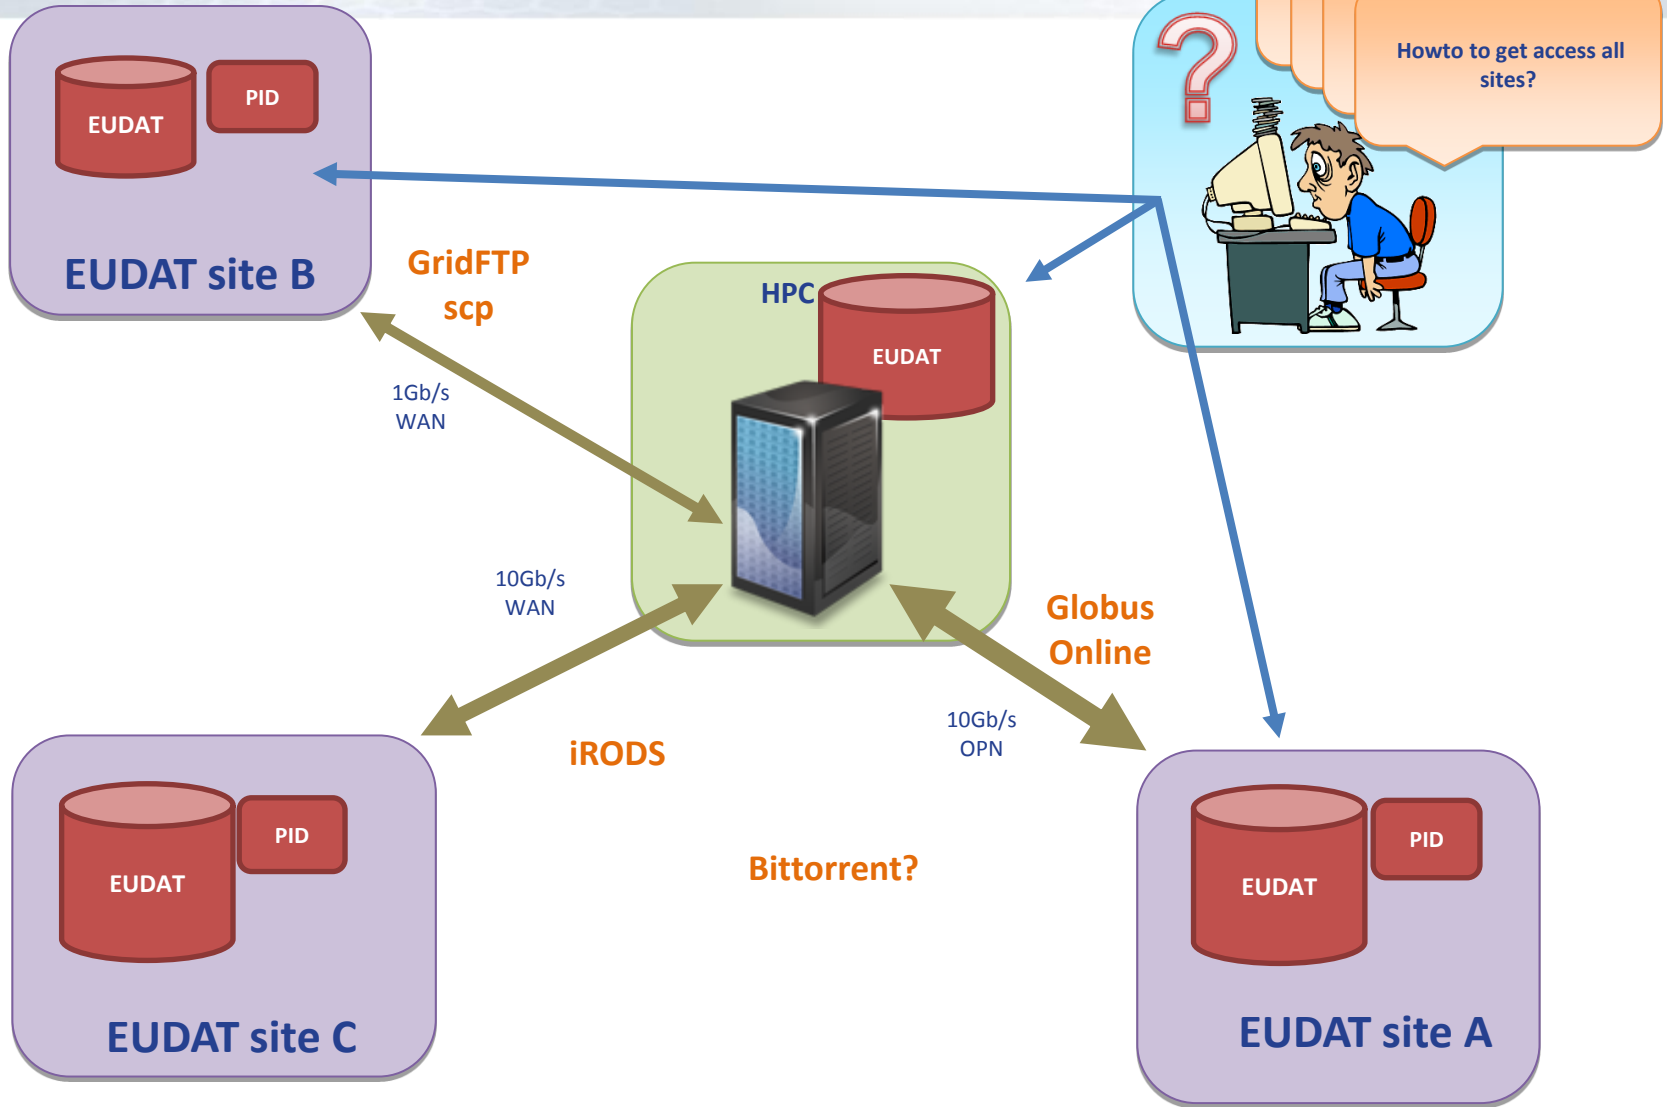 Howto to get access all
sites?
EUDAT
PID
EUDAT site B
GridFTP
scp
1Gb/s
WAN
HPC
EUDAT
10Gb/s
WAN
Globus
Online
10Gb/s
OPN
iRODS
Bittorrent?
EUDAT
PID
EUDAT site C
EUDAT
PID
EUDAT site A